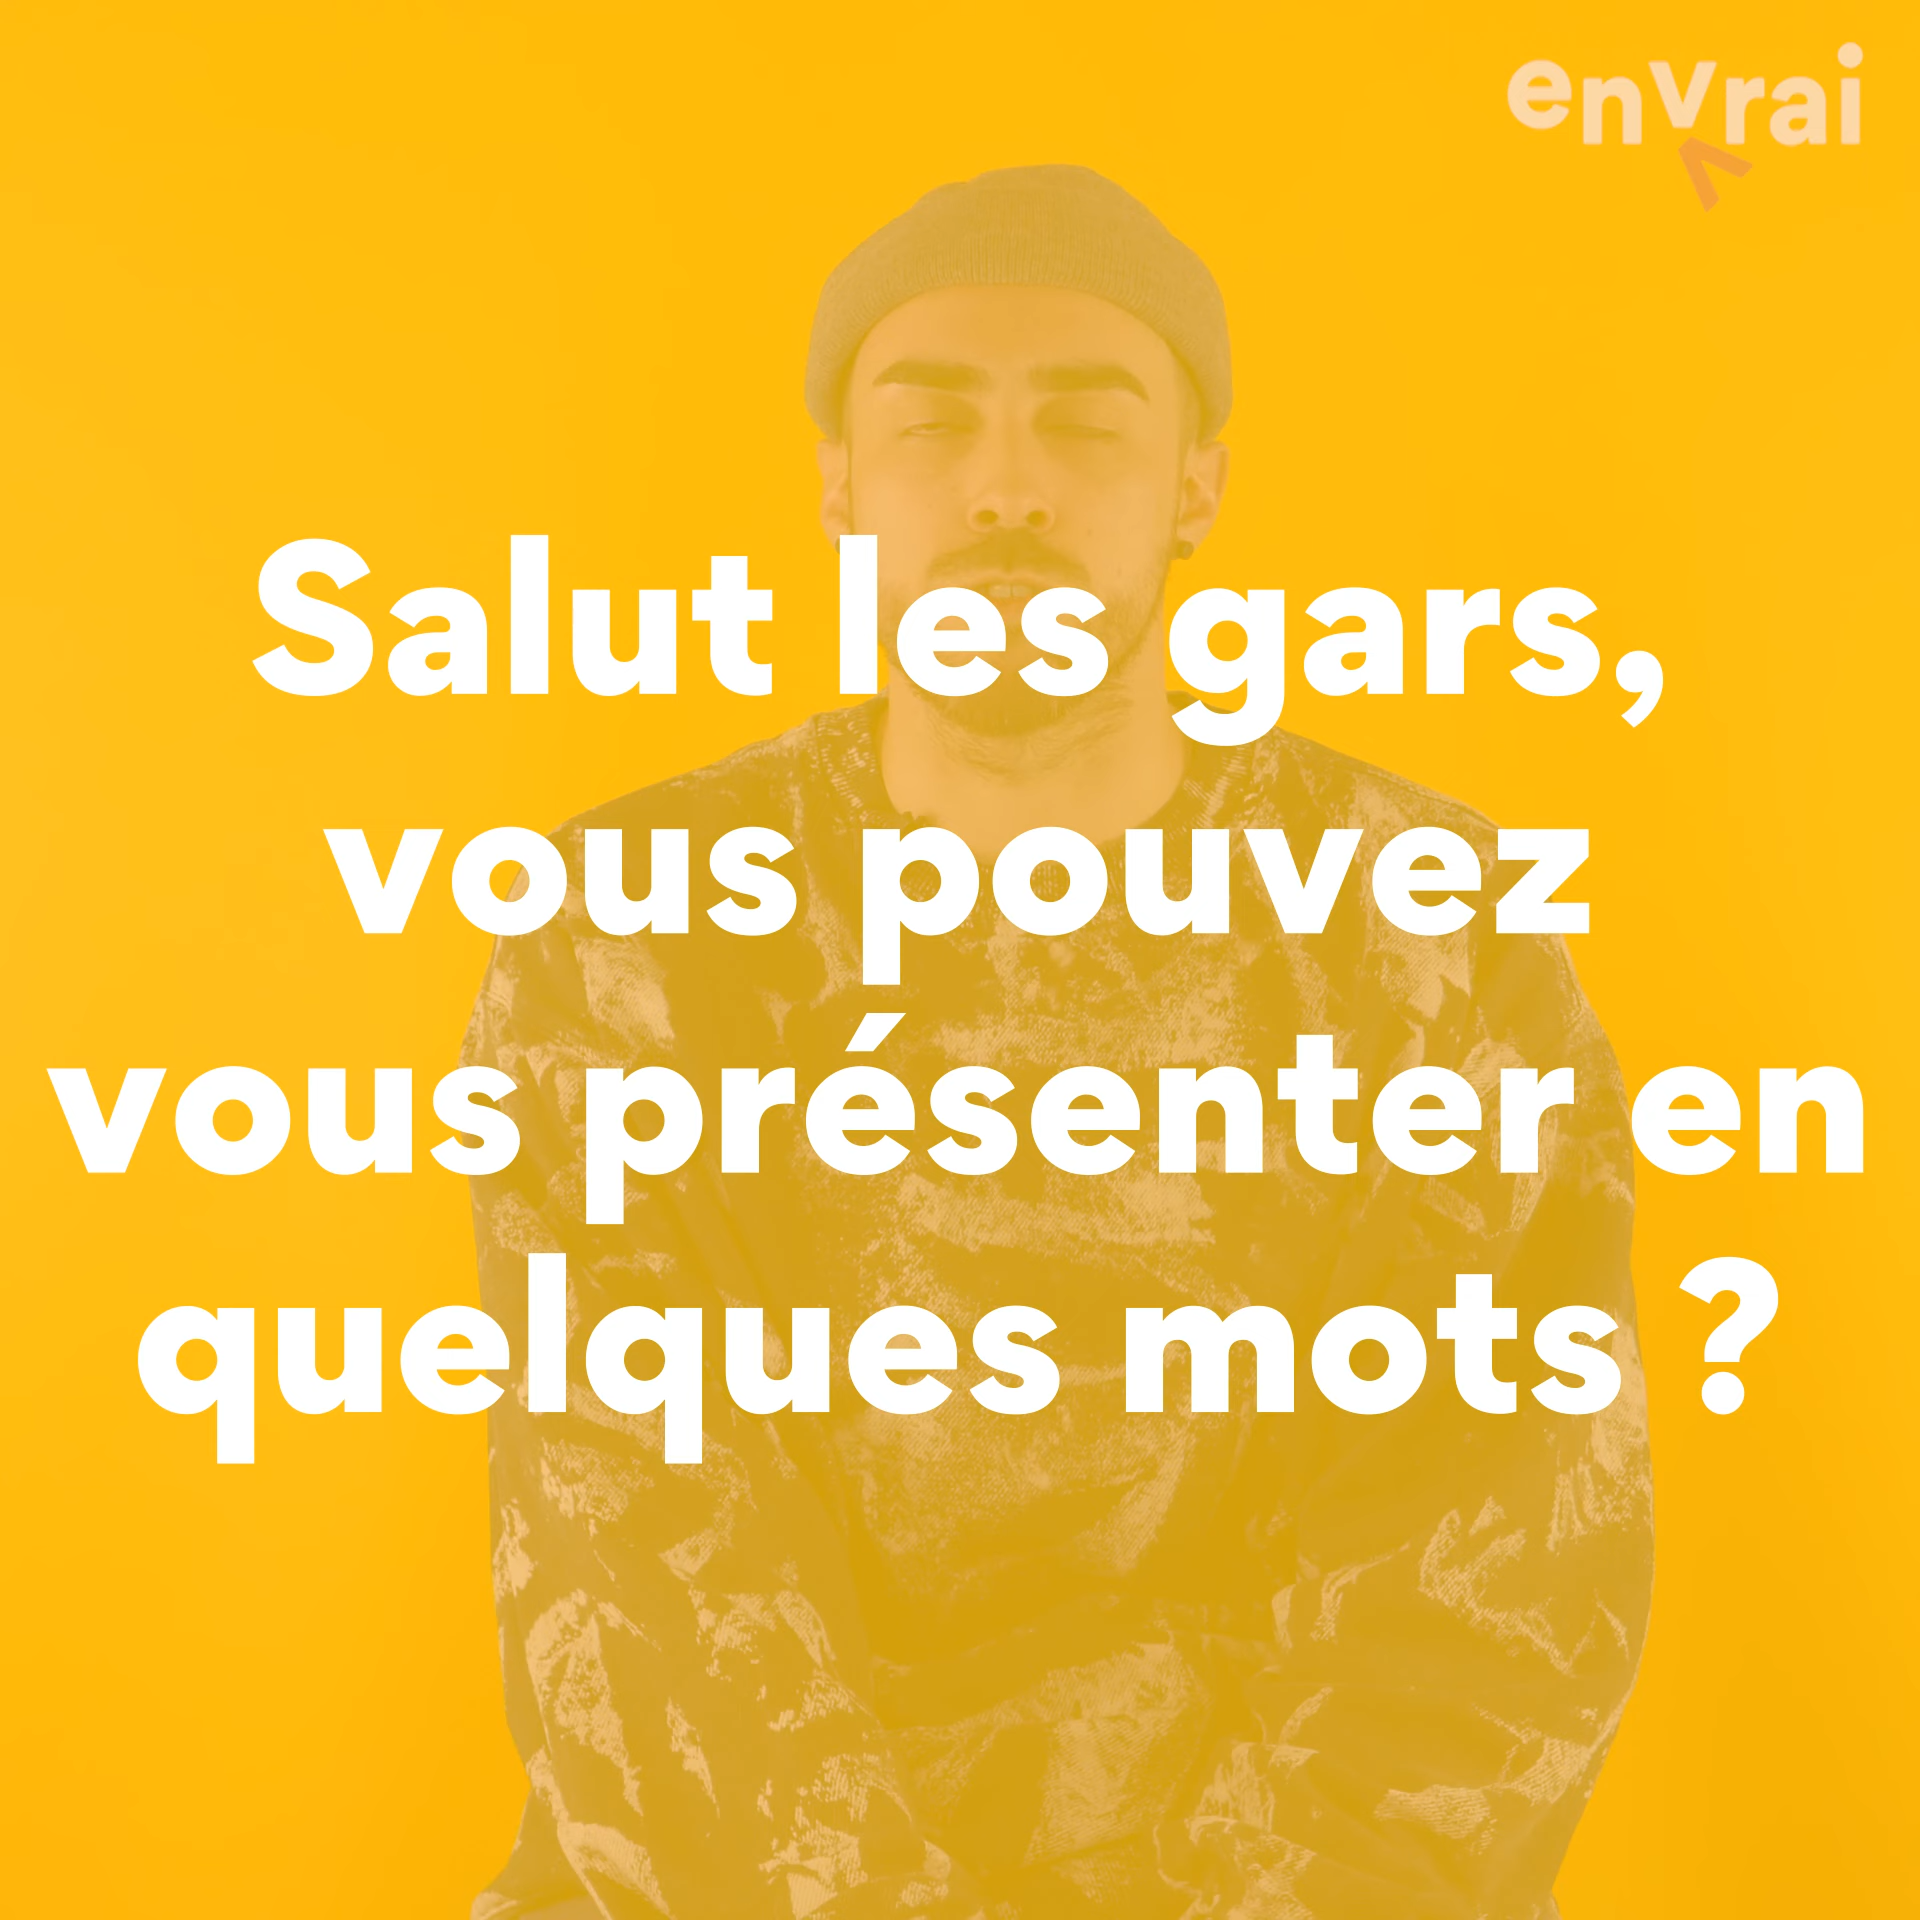 envrai
Salut les gars,
vous pouvez
vous présenter en
quelques mots ?